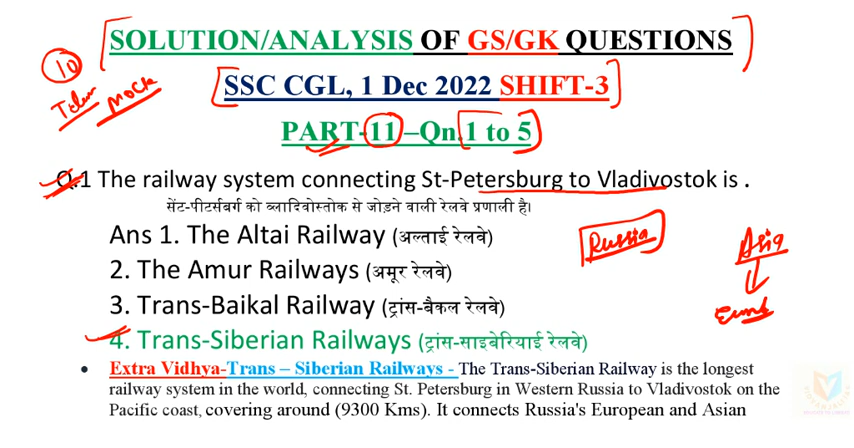 SOLUTION/ANALYSIS OF GS/GK QUESTIONS
10
SSC CGL, 1 Dec 2022 SHIFT-3
Mock
PART-11 –Qn.1 to 5
Q.1 The railway system connecting St-Petersburg to Vladivostok is .
सेंट-पीटर्सबर्ग को व्लादिवोस्तोक से जोड़ने वाली रेलवे प्रणाली है।
Ans 1. The Altai Railway (अल्ताई रेलवे)
Russia
Asia
2. The Amur Railways (अमूर रेलवे)
3. Trans-Baikal Railway (ट्रांस-बैकल रेलवे)
4. Trans-Siberian Railways (ट्रांस-साइबेरियाई रेलवे)
• Extra Vidhya-Trans – Siberian Railways - The Trans-Siberian Railway is the longest
railway system in the world, connecting St. Petersburg in Western Russia to Vladivostok on the
Pacific coast, covering around (9300 Kms). It connects Russia's European and Asian